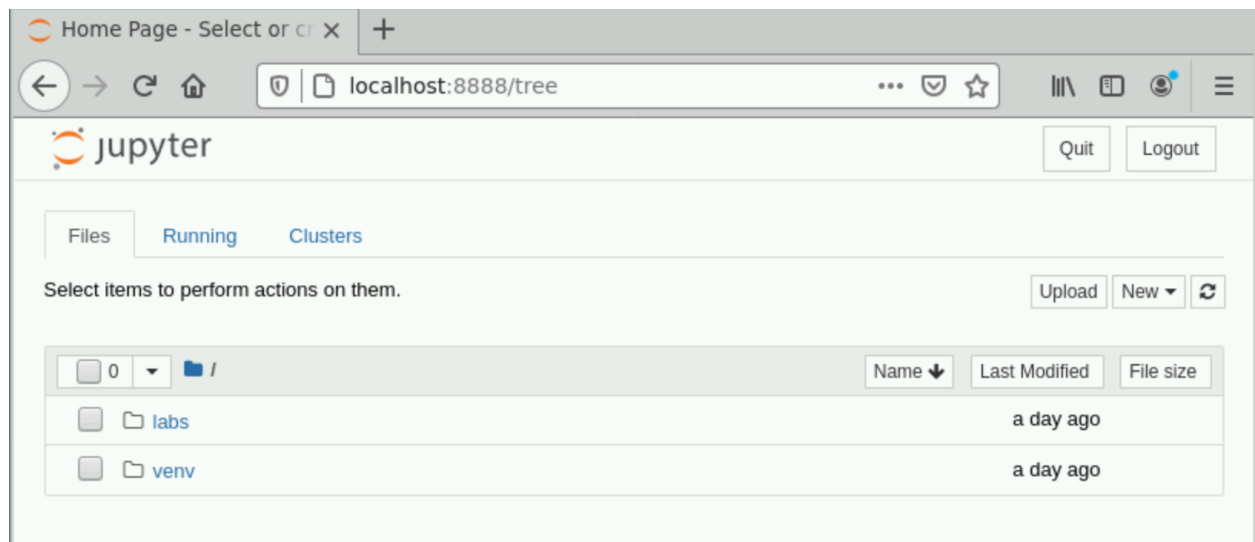 Home Page - Select or cr
localhost:8888/tree
jupyter
Quit Logout
Files Running Clusters
Select items to perform actions on them.
Upload New
0 / Name Last Modified File size
labs a day ago
venv a day ago